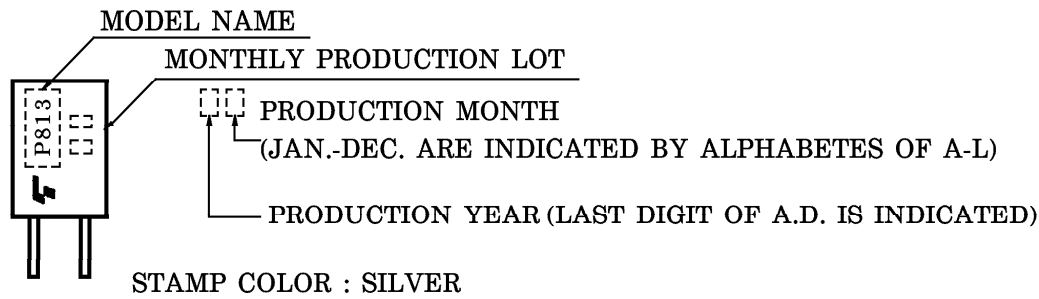 MODEL NAME
MONTHLY PRODUCTION LOT
P813
PRODUCTION MONTH
(JAN.-DEC. ARE INDICATED BY ALPHABETES OF A-L)
PRODUCTION YEAR (LAST DIGIT OF A.D. IS INDICATED)
STAMP COLOR : SILVER